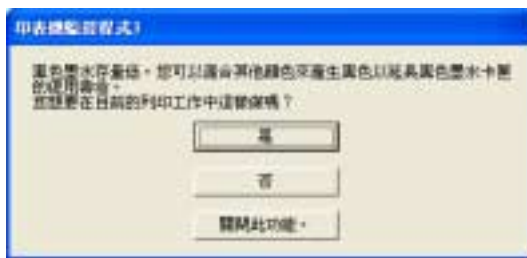 印表機監控程式3
黑色墨水存量低。您可以混合其他顏色來產生黑色以延長黑色墨水卡匣
的使用壽命。
您想要在目前的列印工作中這樣做嗎？
是
否
關閉此功能。